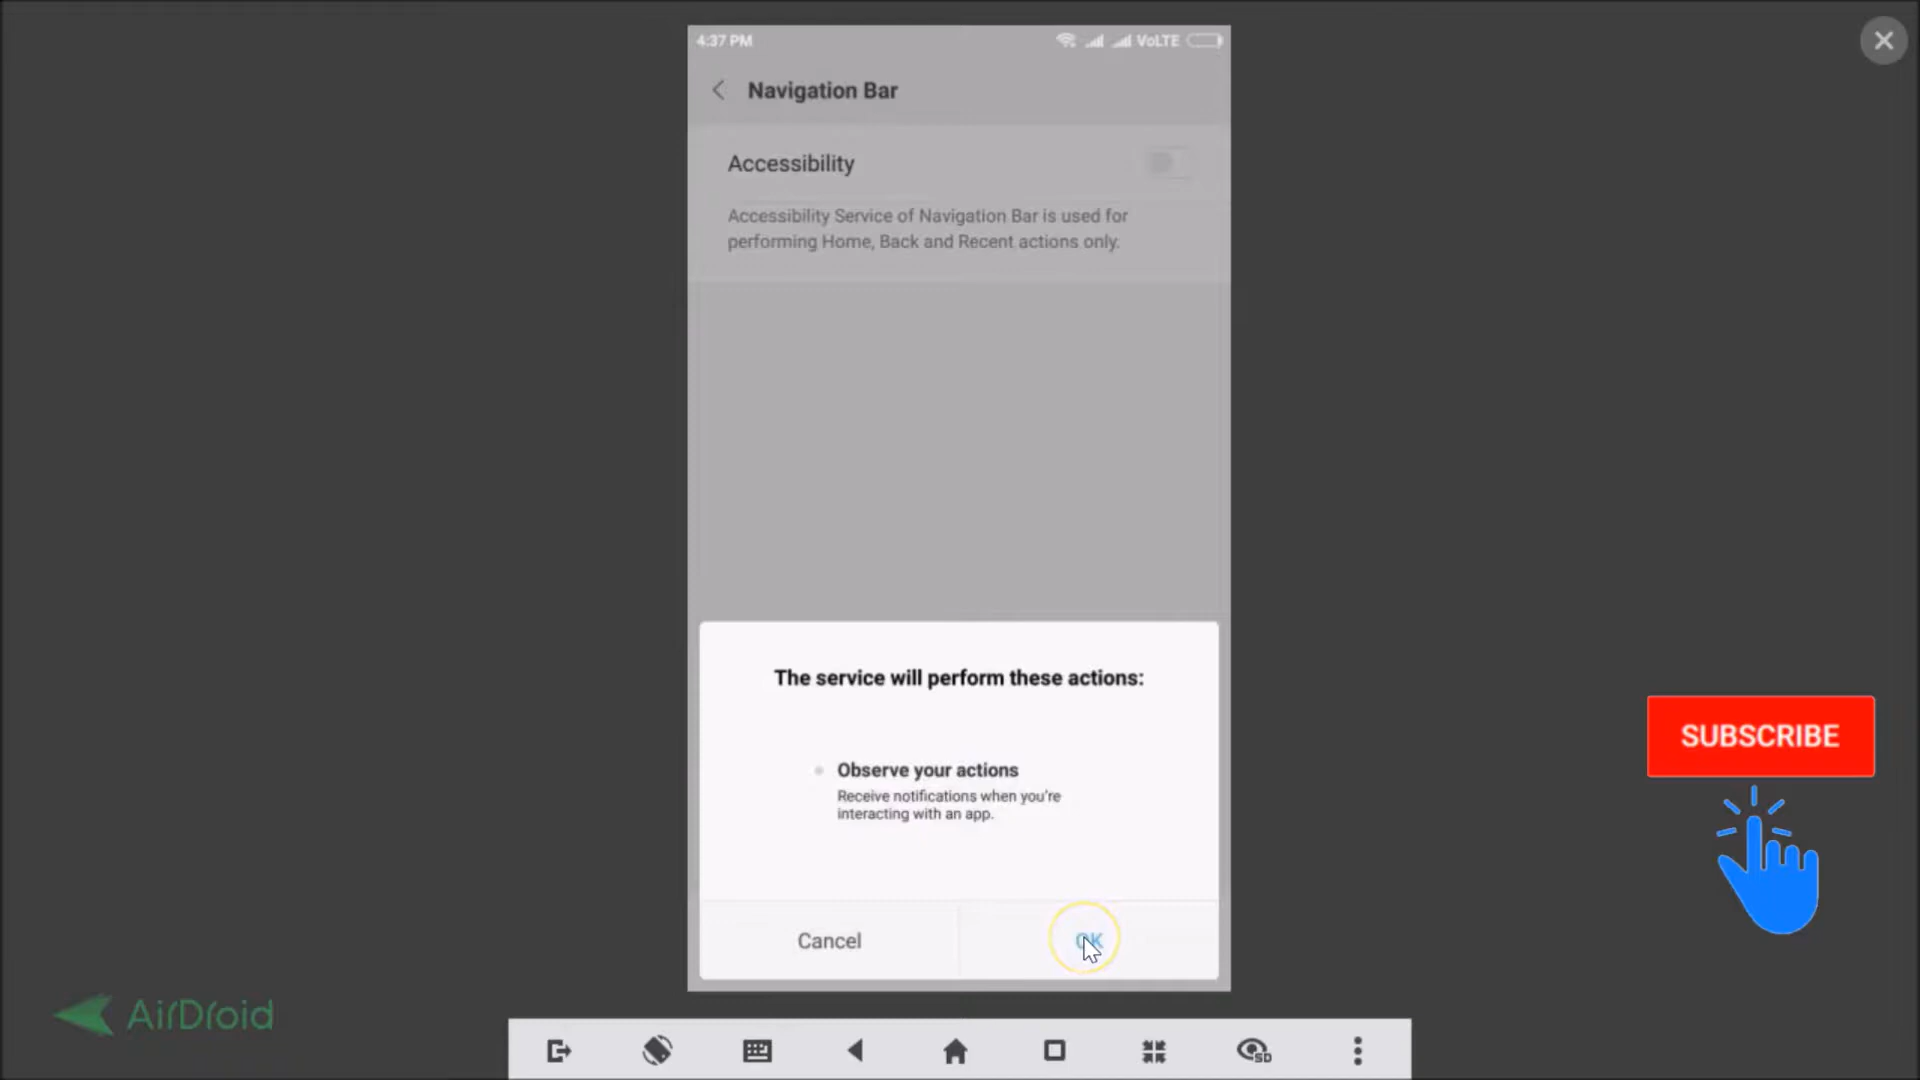 4:37 PM
VoLTE
Navigation Bar
Accessibility
Accessibility Service of Navigation Bar is used for
performing Home, Back and Recent actions only.
The service will perform these actions:
Observe your actions
Receive notifications when you're
interacting with an app.
Cancel
OK
SUBSCRIBE
AirDroid
SD